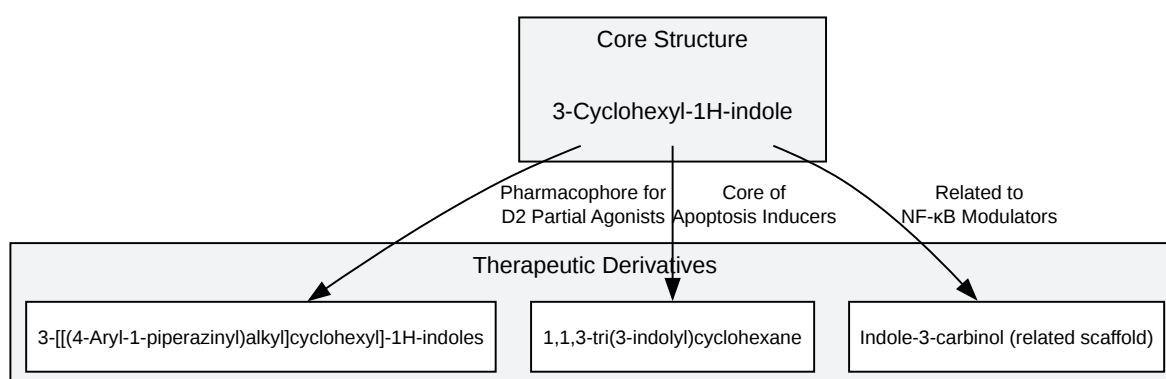 Core Structure
3-Cyclohexyl-1H-indole
Pharmacophore for
D2 Partial Agonists
Core of
Apoptosis Inducers
Related to
NF-κB Modulators
Therapeutic Derivatives
3-[[(4-Aryl-1-piperazinyl)alkyl]cyclohexyl]-1H-indoles
1,1,3-tri(3-indolyl)cyclohexane
Indole-3-carbinol (related scaffold)